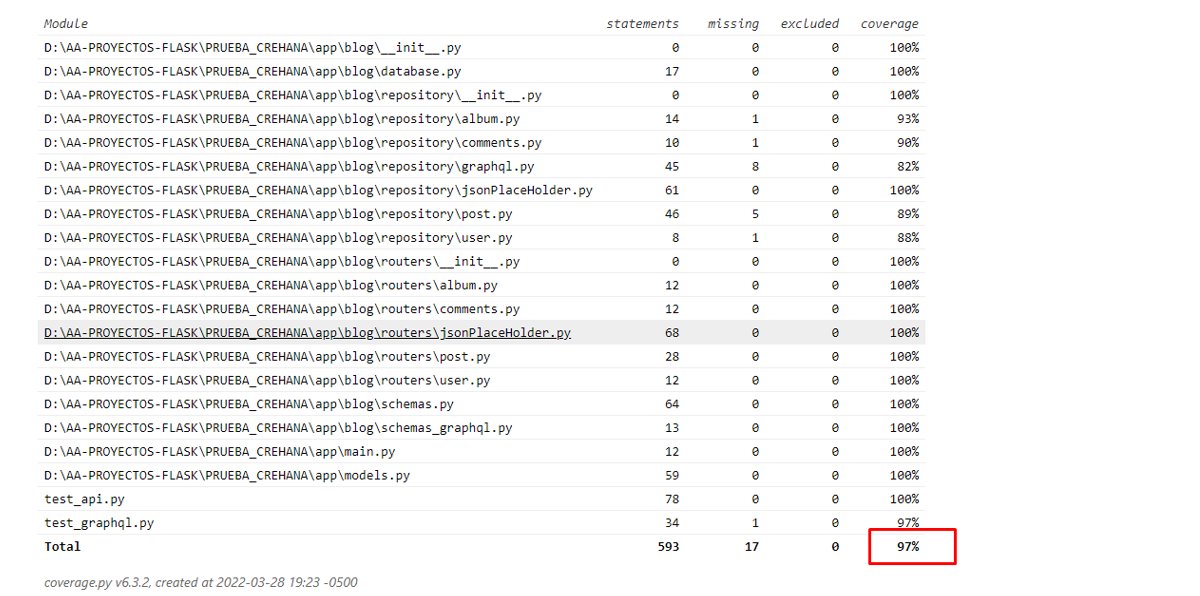 Module statements missing excluded coverage
D:\AA-PROYECTOS-FLASK\PRUEBA_CREHANA\app\blog\__init__.py 0 0 0 100%
D:\AA-PROYECTOS-FLASK\PRUEBA_CREHANA\app\blog\database.py 17 0 0 100%
D:\AA-PROYECTOS-FLASK\PRUEBA_CREHANA\app\blog\repository\__init__.py 0 0 0 100%
D:\AA-PROYECTOS-FLASK\PRUEBA_CREHANA\app\blog\repository\album.py 14 1 0 93%
D:\AA-PROYECTOS-FLASK\PRUEBA_CREHANA\app\blog\repository\comments.py 10 1 0 90%
D:\AA-PROYECTOS-FLASK\PRUEBA_CREHANA\app\blog\repository\graphql.py 45 8 0 82%
D:\AA-PROYECTOS-FLASK\PRUEBA_CREHANA\app\blog\repository\jsonPlaceHolder.py 61 0 0 100%
D:\AA-PROYECTOS-FLASK\PRUEBA_CREHANA\app\blog\repository\post.py 46 5 0 89%
D:\AA-PROYECTOS-FLASK\PRUEBA_CREHANA\app\blog\repository\user.py 8 1 0 88%
D:\AA-PROYECTOS-FLASK\PRUEBA_CREHANA\app\blog\routers\__init__.py 0 0 0 100%
D:\AA-PROYECTOS-FLASK\PRUEBA_CREHANA\app\blog\routers\album.py 12 0 0 100%
D:\AA-PROYECTOS-FLASK\PRUEBA_CREHANA\app\blog\routers\comments.py 12 0 0 100%
D:\AA-PROYECTOS-FLASK\PRUEBA_CREHANA\app\blog\routers\jsonPlaceHolder.py 68 0 0 100%
D:\AA-PROYECTOS-FLASK\PRUEBA_CREHANA\app\blog\routers\post.py 28 0 0 100%
D:\AA-PROYECTOS-FLASK\PRUEBA_CREHANA\app\blog\routers\user.py 12 0 0 100%
D:\AA-PROYECTOS-FLASK\PRUEBA_CREHANA\app\blog\schemas.py 64 0 0 100%
D:\AA-PROYECTOS-FLASK\PRUEBA_CREHANA\app\blog\schemas_graphql.py 13 0 0 100%
D:\AA-PROYECTOS-FLASK\PRUEBA_CREHANA\app\main.py 12 0 0 100%
D:\AA-PROYECTOS-FLASK\PRUEBA_CREHANA\app\models.py 59 0 0 100%
test_api.py 78 0 0 100%
test_graphql.py 34 1 0 97%
Total 593 17 0 97%
coverage.py v6.3.2, created at 2022-03-28 19:23 -0500